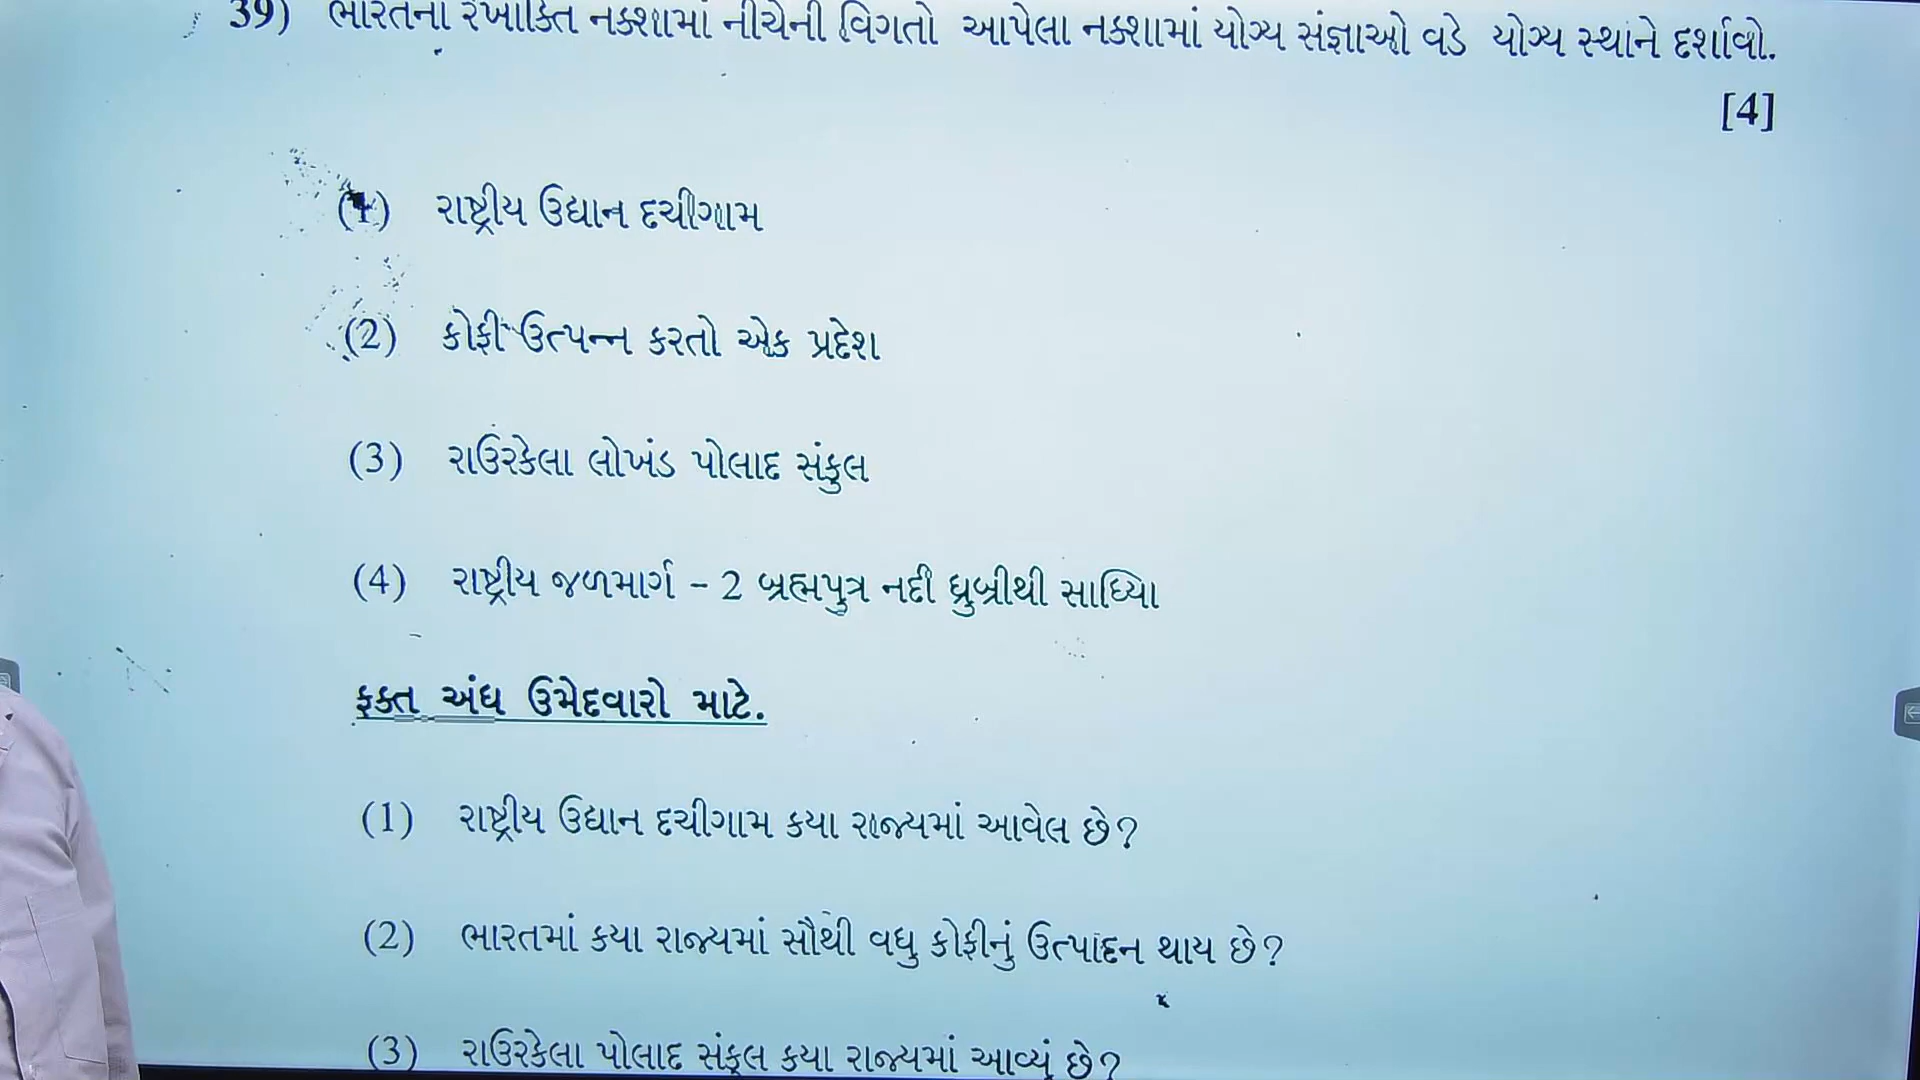 39) ભારતના રેખાંકિત નક્શામાં નીચેની વિગતો આપેલા નક્શામાં યોગ્ય સંજ્ઞાઓ વડે યોગ્ય સ્થાને દર્શાવો.
[4]
(1) રાષ્ટ્રીય ઉદ્યાન દચીગામ
(2) કોફી ઉત્પન્ન કરતો એક પ્રદેશ
(3) રાઉરકેલા લોખંડ પોલાદ સંકુલ
(4) રાષ્ટ્રીય જળમાર્ગ – 2 બ્રહ્મપુત્ર નદી ધ્રુબ્રીથી સાધ્યિા
ફક્ત અંધ ઉમેદવારો માટે.
(1) રાષ્ટ્રીય ઉદ્યાન દચીગામ કયા રાજ્યમાં આવેલ છે?
(2) ભારતમાં કયા રાજ્યમાં સૌથી વધુ કોફીનું ઉત્પાદન થાય છે?
(3) રાઉરકેલા પોલાદ સંકુલ કયા રાજ્યમાં આવ્યું છે?